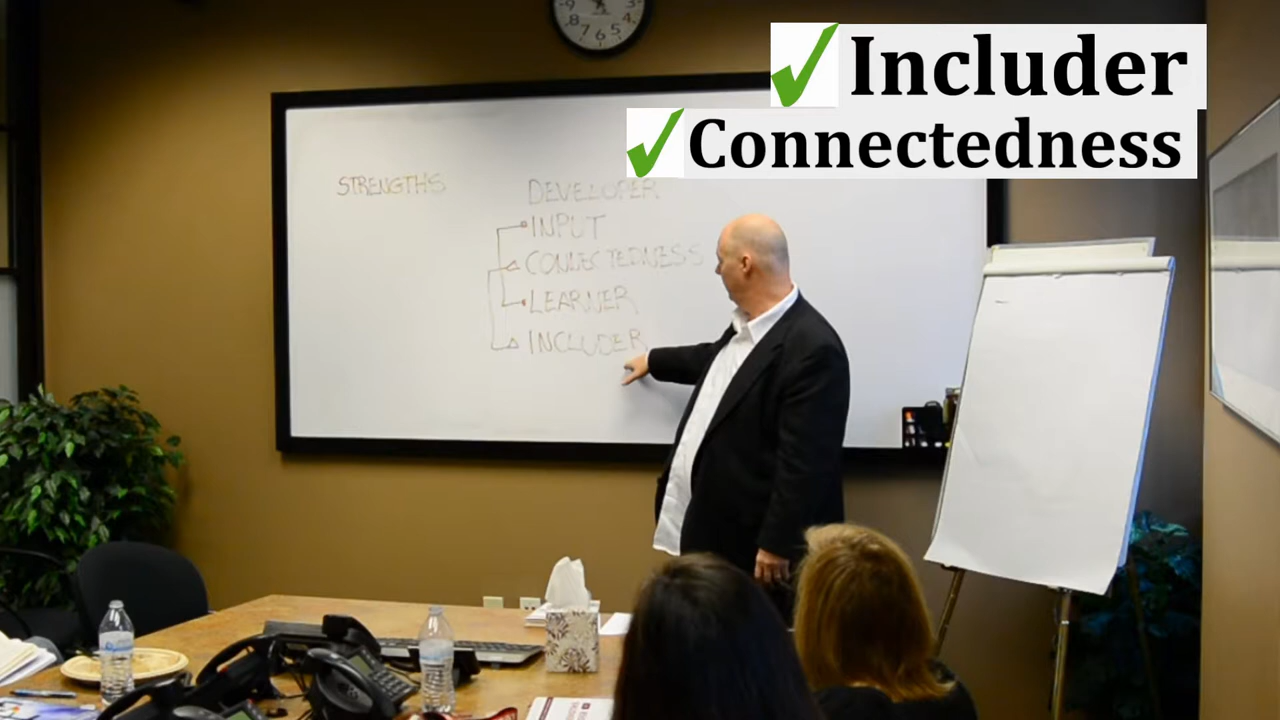 Includer
Connectedness
STRENGTHS
DEVELOPER
INPUT
CONNECTEDNESS
LEARNER
INCLUDER